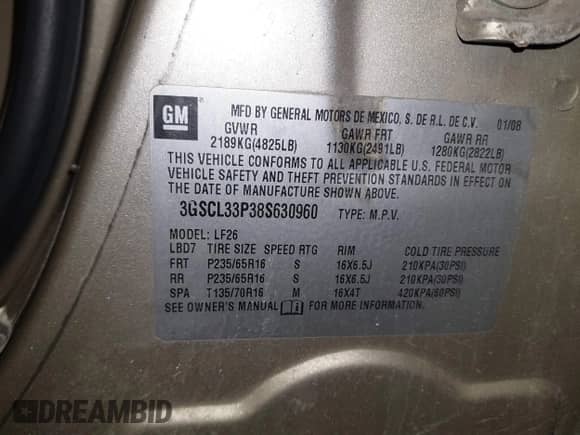 GM
MFD BY GENERAL MOTORS DE MEXICO, S. DE R.L. DE C.V. 01/08
GVWR GAWR FRT GAWR RR
2189KG(4825LB) 1130KG(2491LB) 1280KG(2822LB)
THIS VEHICLE CONFORMS TO ALL APPLICABLE U.S. FEDERAL MOTOR
VEHICLE SAFETY AND THEFT PREVENTION STANDARDS IN EFFECT ON
THE DATE OF MANUFACTURE SHOWN ABOVE.
3GSCL33P38S630960 TYPE: M.P.V.
MODEL: LF26
LBD7 TIRE SIZE SPEED RTG RIM COLD TIRE PRESSURE
FRT P235/65R16 S 16X6.5J 210KPA(30PSI)
RR P235/65R16 S 16X6.5J 210KPA(30PSI)
SPA T135/70R16 M 16X4T 420KPA(60PSI)
SEE OWNER'S MANUAL FOR MORE INFORMATION.
DREAMBID